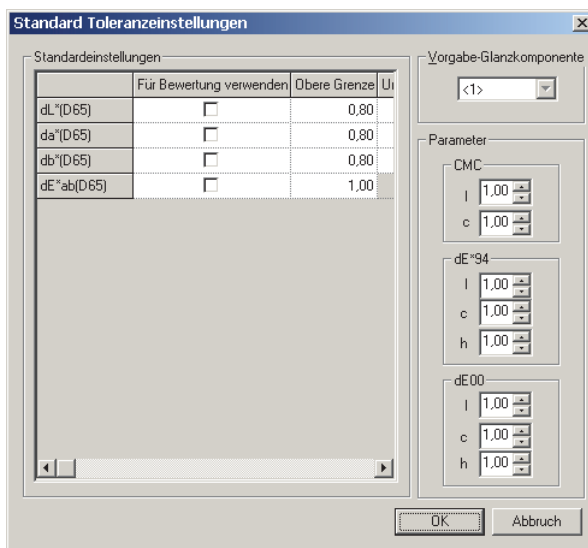 Standard Toleranzeinstellungen
Standardeinstellungen
Für Bewertung verwenden Obere Grenze
dL*(D65) 0,80
da*(D65) 0,80
db*(D65) 0,80
dE*ab(D65) 1,00
Vorgabe-Glanzkomponente
<1>
Parameter
CMC
l 1,00
c 1,00
dE*94
l 1,00
c 1,00
h 1,00
dE00
l 1,00
c 1,00
h 1,00
OK Abbruch